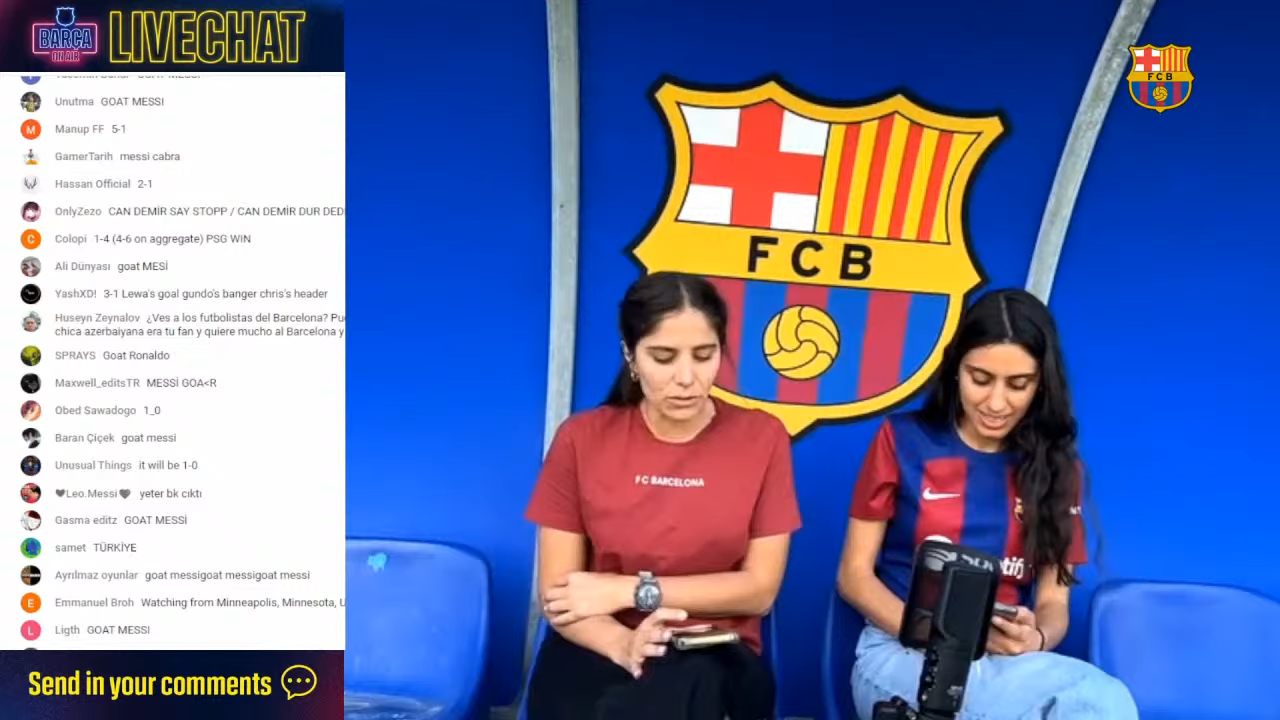 BARÇA
ON AIR
LIVECHAT
Unutma GOAT MESSI
Manup FF 5-1
GamerTarih messi cabra
Hassan Official 2-1
OnlyZezo CAN DEMİR SAY STOPP / CAN DEMİR DUR DED
Colopi 1-4 (4-6 on aggregate) PSG WIN
Ali Dünyası goat MESİ
YashXD! 3-1 Lewa's goal gundo's banger chris's header
Huseyn Zeynalov ¿Ves a los futbolistas del Barcelona? Pu
chica azerbaiyana era tu fan y quiere mucho al Barcelona y
SPRAYS Goat Ronaldo
Maxwell_editsTR MESSİ GOA<R
Obed Sawadogo 1_0
Baran Çiçek goat messi
Unusual Things it will be 1-0
❤Leo.Messi❤ yeter bk cıktı
Gasma editz GOAT MESSİ
samet TÜRKİYE
Ayrılmaz oyunlar goat messigoat messigoat messi
Emmanuel Broh Watching from Minneapolis, Minnesota, U
Ligth GOAT MESSI
Send in your comments
FCB
FCB
FC BARCELONA